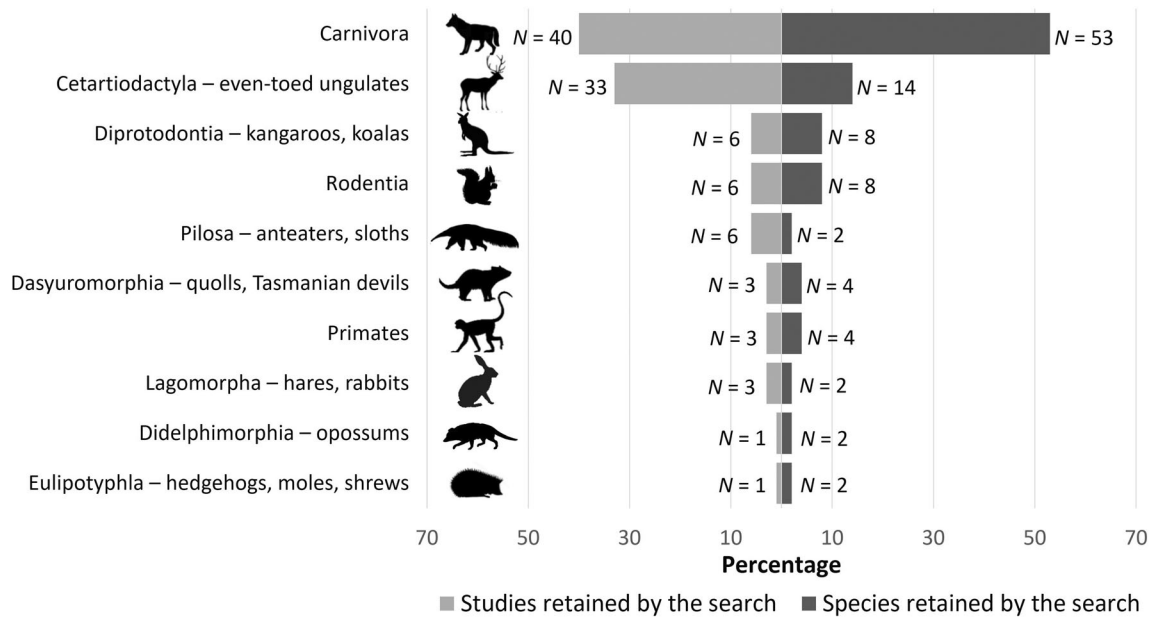 Carnivora N = 40 N = 53
Cetartiodactyla – even-toed ungulates N = 33 N = 14
Diprotodontia – kangaroos, koalas N = 6 N = 8
Rodentia N = 6 N = 8
Pilosa – anteaters, sloths N = 6 N = 2
Dasyuromorphia – quolls, Tasmanian devils N = 3 N = 4
Primates N = 3 N = 4
Lagomorpha – hares, rabbits N = 3 N = 2
Didelphimorphia – opossums N = 1 N = 2
Eulipotyphla – hedgehogs, moles, shrews N = 1 N = 2
70 50 30 10 10 30 50 70
Percentage
Studies retained by the search Species retained by the search